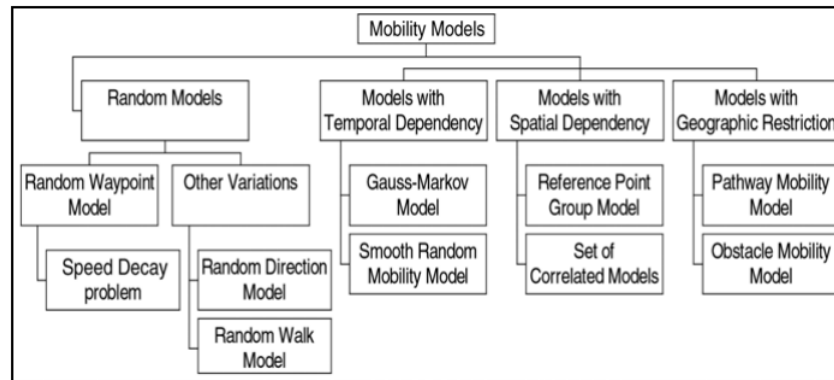 Mobility Models
Random Models
Models with
Temporal Dependency
Models with
Spatial Dependency
Models with
Geographic Restriction
Random Waypoint
Model
Other Variations
Gauss-Markov
Model
Reference Point
Group Model
Pathway Mobility
Model
Speed Decay
problem
Random Direction
Model
Smooth Random
Mobility Model
Set of
Correlated Models
Obstacle Mobility
Model
Random Walk
Model